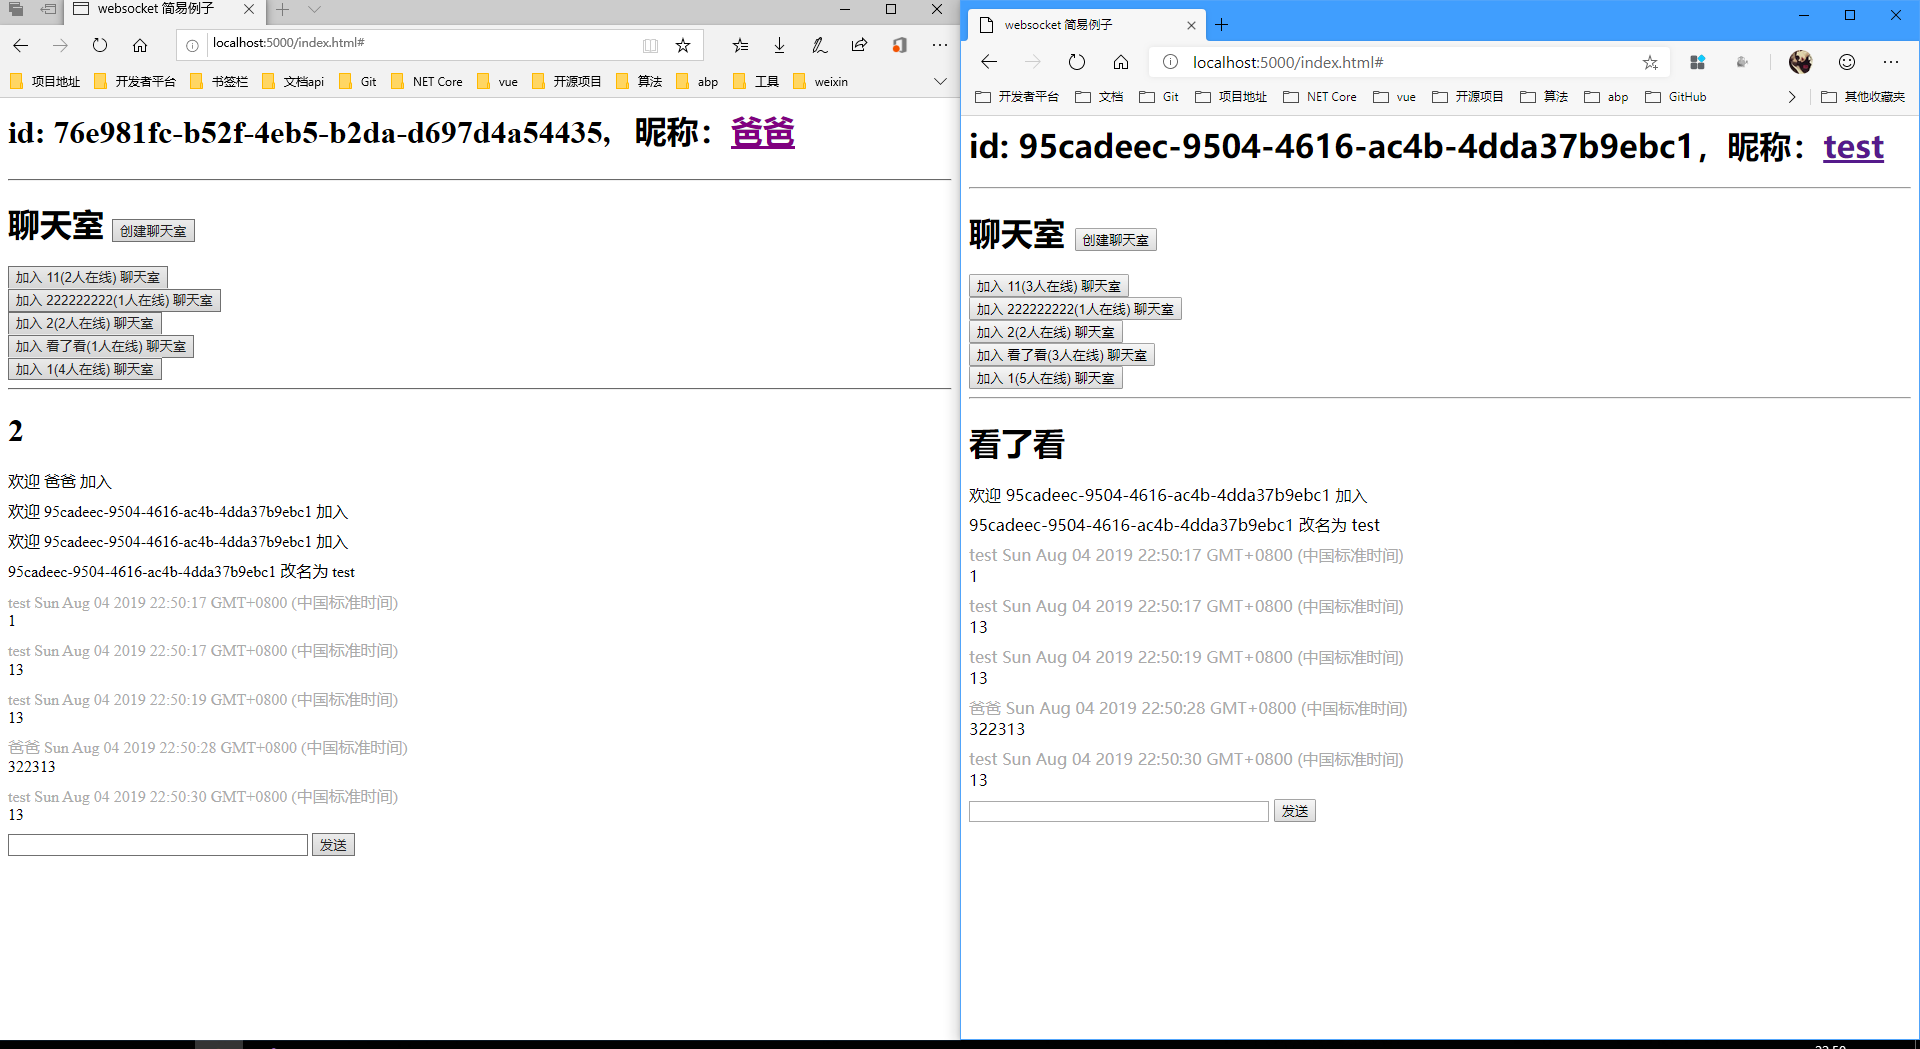 websocket 简易例子
localhost:5000/index.html#
项目地址 开发者平台 书签栏 文档api Git NET Core vue 开源项目 算法 abp 工具 weixin
id: 76e981fc-b52f-4eb5-b2da-d697d4a54435, 昵称：爸爸
聊天室 创建聊天室
加入 11(2人在线) 聊天室
加入 222222222(1人在线) 聊天室
加入 2(2人在线) 聊天室
加入 看了看(1人在线) 聊天室
加入 1(4人在线) 聊天室
2
欢迎 爸爸 加入
欢迎 95cadeec-9504-4616-ac4b-4dda37b9ebc1 加入
欢迎 95cadeec-9504-4616-ac4b-4dda37b9ebc1 加入
95cadeec-9504-4616-ac4b-4dda37b9ebc1 改名为 test
test Sun Aug 04 2019 22:50:17 GMT+0800 (中国标准时间)
1
test Sun Aug 04 2019 22:50:17 GMT+0800 (中国标准时间)
13
test Sun Aug 04 2019 22:50:19 GMT+0800 (中国标准时间)
13
爸爸 Sun Aug 04 2019 22:50:28 GMT+0800 (中国标准时间)
322313
test Sun Aug 04 2019 22:50:30 GMT+0800 (中国标准时间)
13
发送
websocket 简易例子
localhost:5000/index.html#
开发者平台 文档 Git 项目地址 NET Core vue 开源项目 算法 abp GitHub 其他收藏夹
id: 95cadeec-9504-4616-ac4b-4dda37b9ebc1, 昵称：test
聊天室 创建聊天室
加入 11(3人在线) 聊天室
加入 222222222(1人在线) 聊天室
加入 2(2人在线) 聊天室
加入 看了看(3人在线) 聊天室
加入 1(5人在线) 聊天室
看了看
欢迎 95cadeec-9504-4616-ac4b-4dda37b9ebc1 加入
95cadeec-9504-4616-ac4b-4dda37b9ebc1 改名为 test
test Sun Aug 04 2019 22:50:17 GMT+0800 (中国标准时间)
1
test Sun Aug 04 2019 22:50:17 GMT+0800 (中国标准时间)
13
test Sun Aug 04 2019 22:50:19 GMT+0800 (中国标准时间)
13
爸爸 Sun Aug 04 2019 22:50:28 GMT+0800 (中国标准时间)
322313
test Sun Aug 04 2019 22:50:30 GMT+0800 (中国标准时间)
13
发送